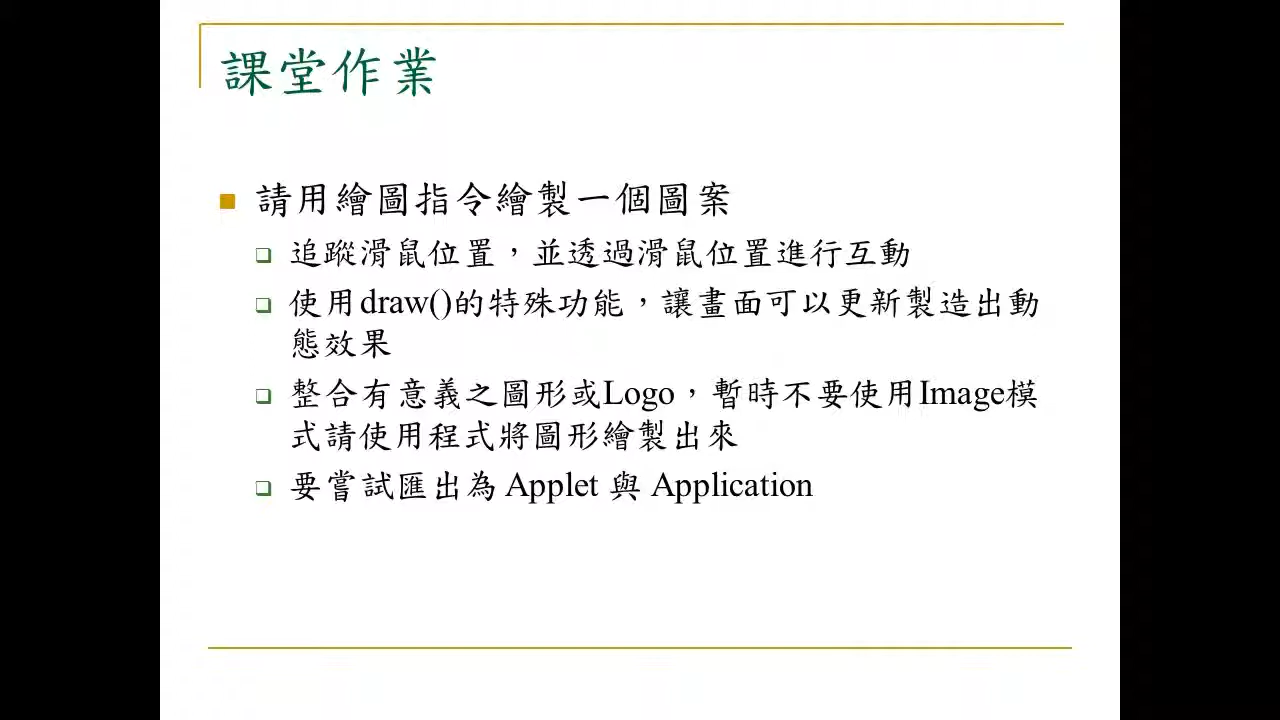 課堂作業
請用繪圖指令繪製一個圖案
追蹤滑鼠位置，並透過滑鼠位置進行互動
使用draw()的特殊功能，讓畫面可以更新製造出動
態效果
整合有意義之圖形或Logo，暫時不要使用Image模
式請使用程式將圖形繪製出來
要嘗試匯出為 Applet 與 Application